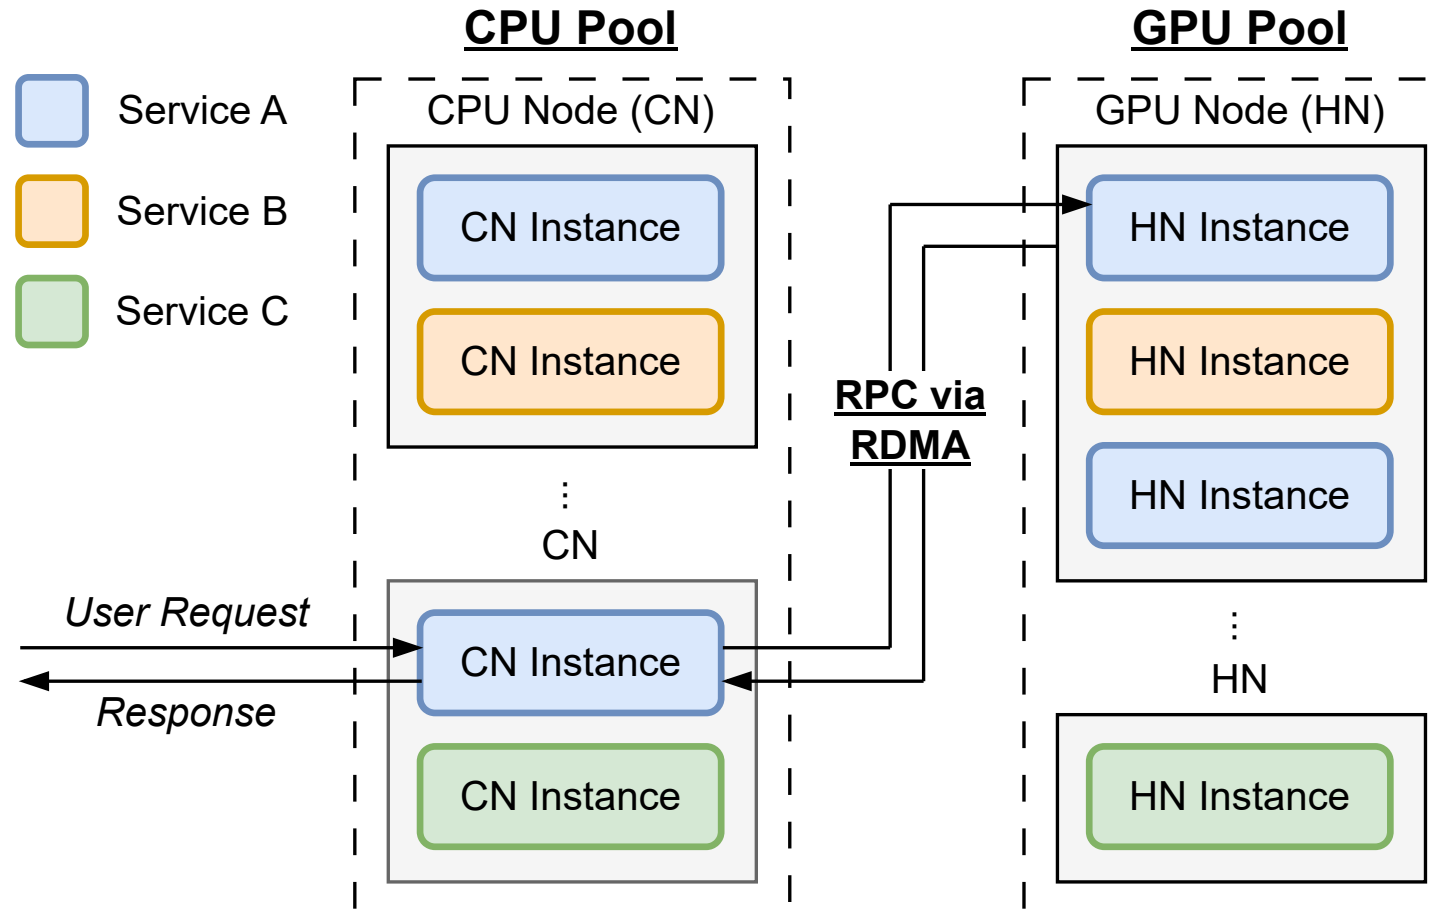 CPU Pool
GPU Pool
Service A
Service B
Service C
CPU Node (CN)
CN Instance
CN Instance
⋮
CN
CN Instance
CN Instance
User Request
Response
RPC via
RDMA
GPU Node (HN)
HN Instance
HN Instance
HN Instance
⋮
HN
HN Instance